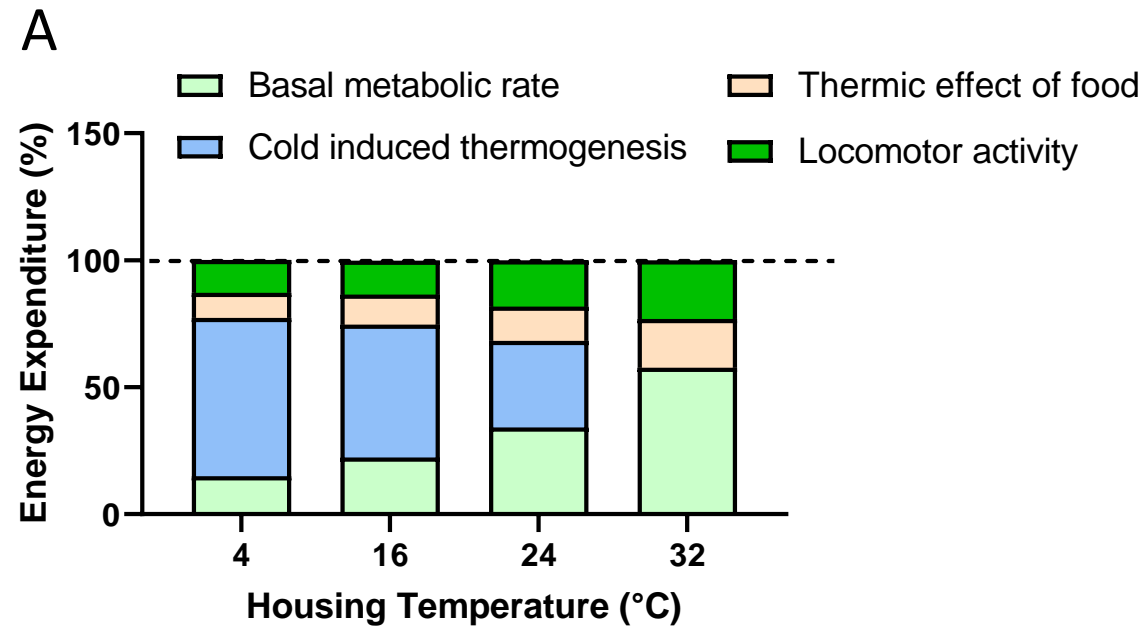 A
Basal metabolic rate
Thermic effect of food
Cold induced thermogenesis
Locomotor activity
Energy Expenditure (%)
150
100
50
0
4 16 24 32
Housing Temperature (°C)